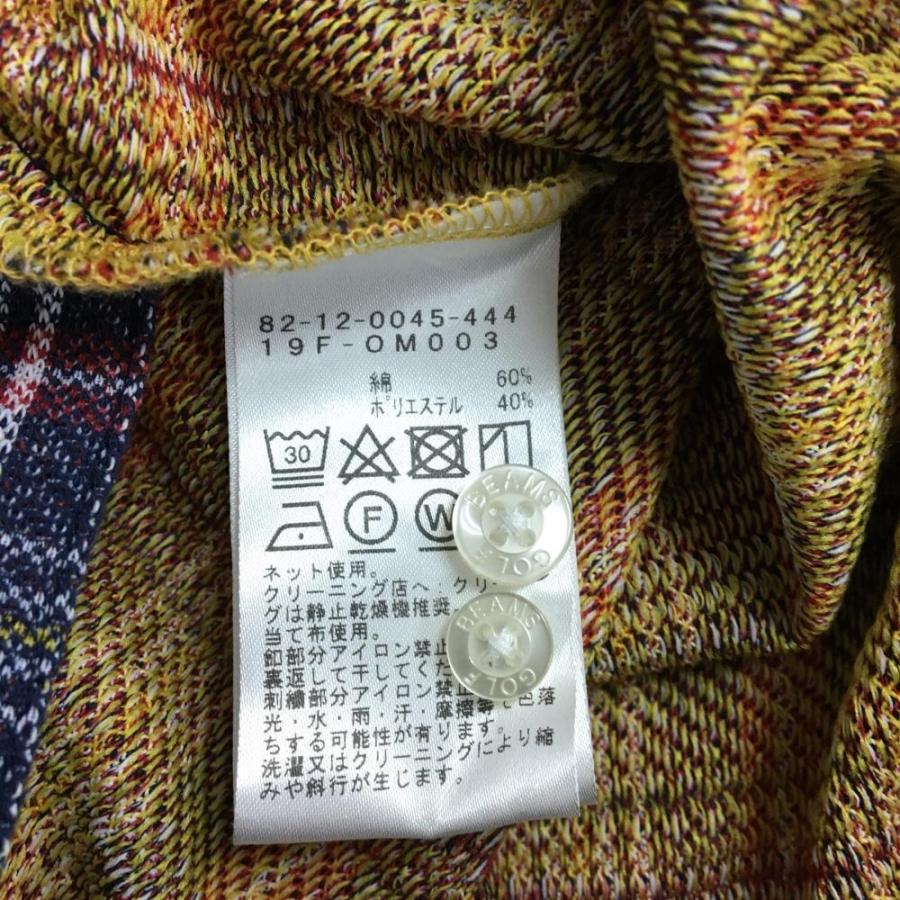 82-12-0045-444
19F-OM003
綿 60%
ポリエステル 40%
30
F W
BEAMS GOLF
BEAMS GOLF
ネット使用。
クリーニング店へ:クリー
グは静止乾燥機推奨。
当て布使用。
釦部分アイロン禁止
裏返して干してくだ
刺繍部分アイロン禁止
光・水・雨・汗・摩擦等で色落
ちする可能性が有ります。
洗濯又はクリーニングにより縮
みや斜行が生じます。